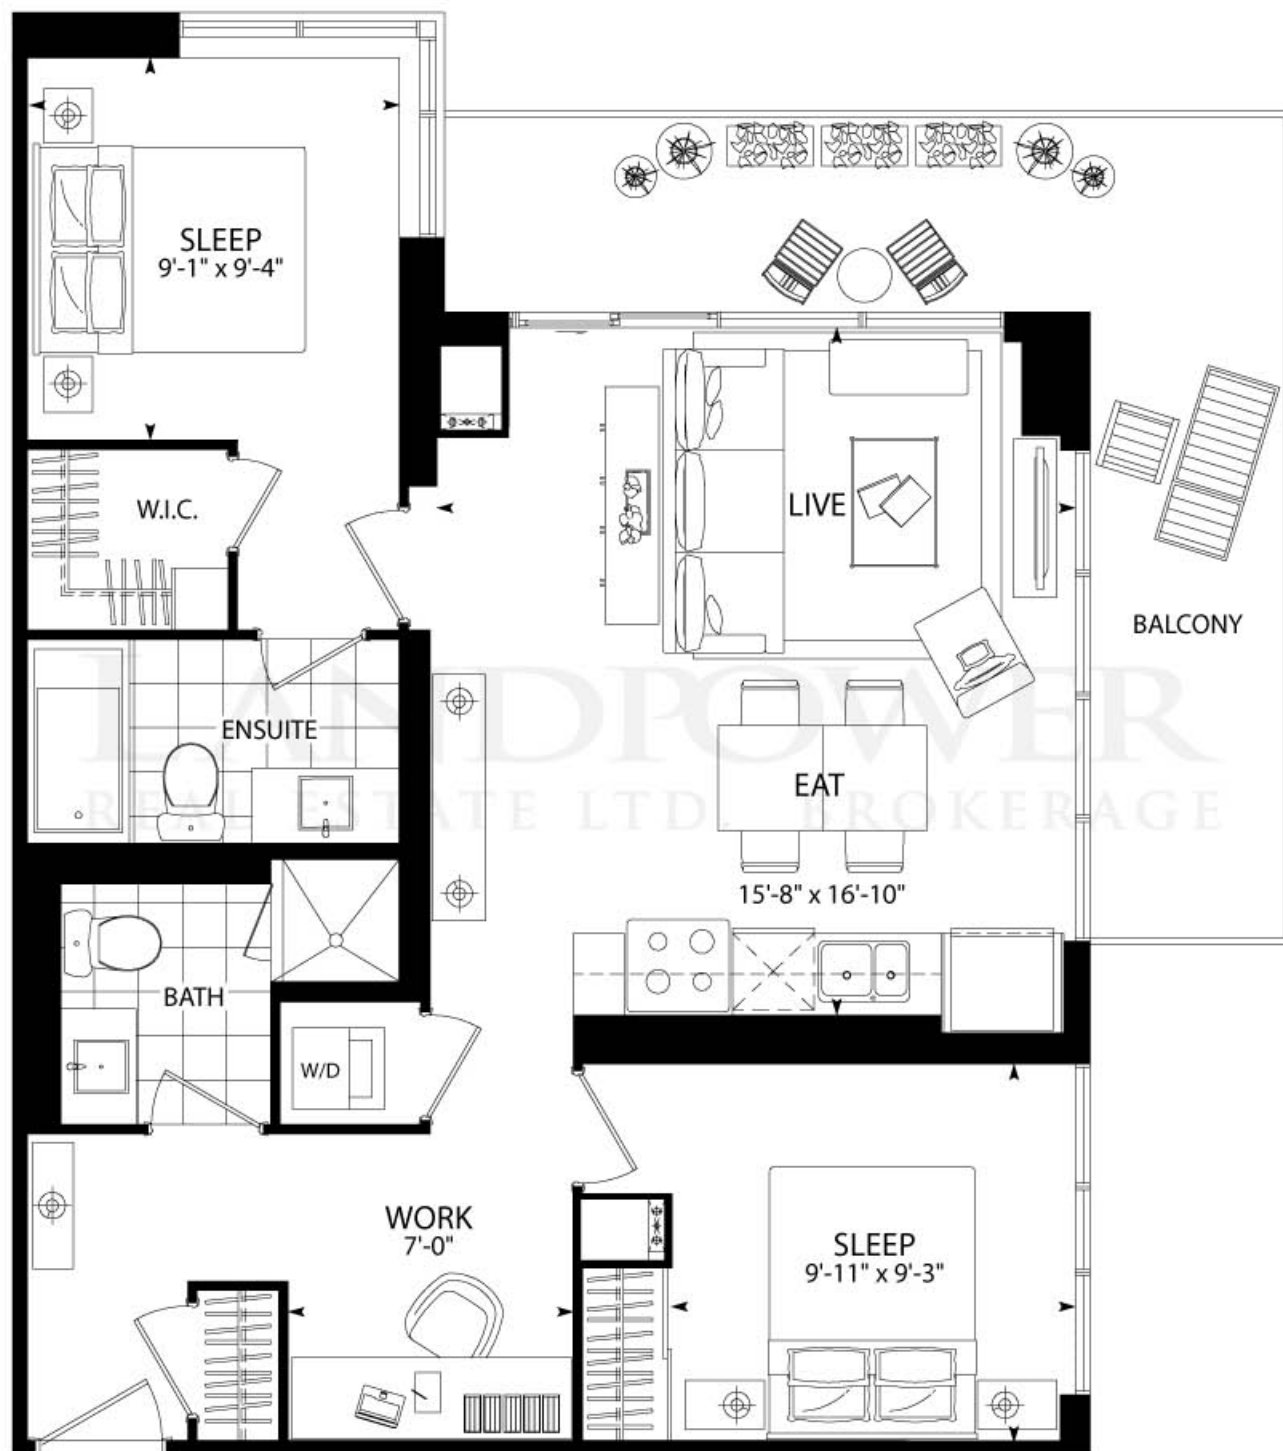 SLEEP
9'-1" x 9'-4"
W.I.C.
LIVE
BALCONY
LANDPOWER
ENSUITE
EAT
REAL ESTATE LTD. BROKERAGE
15'-8" x 16'-10"
BATH
W/D
WORK
7'-0"
SLEEP
9'-11" x 9'-3"